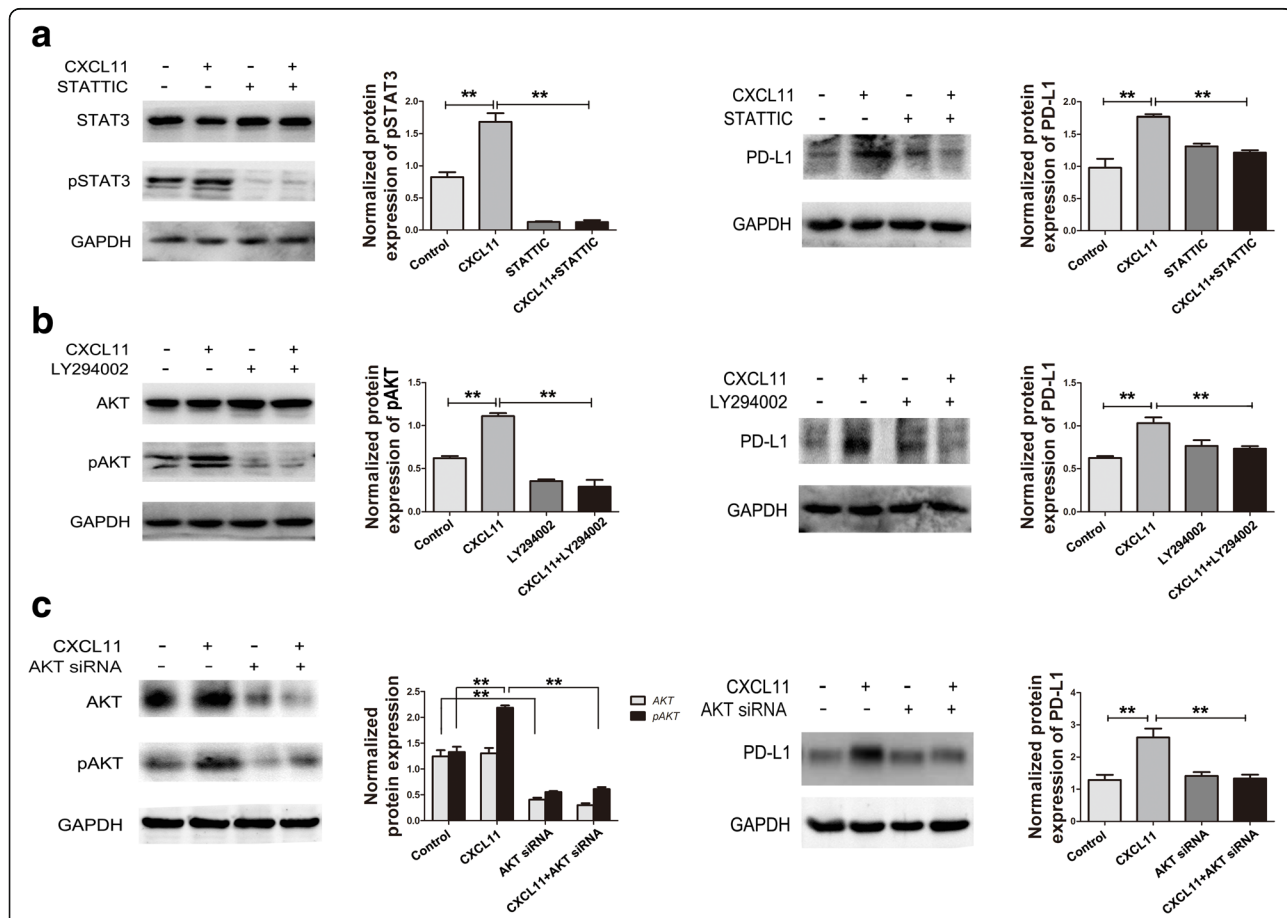 a
CXCL11 - + - +
STATTIC - - + +
STAT3
pSTAT3
GAPDH
Normalized protein
expression of pSTAT3
2.0
1.5
1.0
0.5
0.0
** **
Control
CXCL11
STATTIC
CXCL11+STATTIC
CXCL11 - + - +
STATTIC - - + +
PD-L1
GAPDH
Normalized protein
expression of PD-L1
2.0
1.5
1.0
0.5
0.0
** **
Control
CXCL11
STATTIC
CXCL11+STATTIC
b
CXCL11 - + - +
LY294002 - - + +
AKT
pAKT
GAPDH
Normalized protein
expression of pAKT
1.5
1.0
0.5
0.0
** **
Control
CXCL11
LY294002
CXCL11+LY294002
CXCL11 - + - +
LY294002 - - + +
PD-L1
GAPDH
Normalized protein
expression of PD-L1
1.5
1.0
0.5
0.0
** **
Control
CXCL11
LY294002
CXCL11+LY294002
c
CXCL11 - + - +
AKT siRNA - - + +
AKT
pAKT
GAPDH
Normalized
protein expression
2.5
2.0
1.5
1.0
0.5
0.0
** **
**
AKT
pAKT
Control
CXCL11
AKT siRNA
CXCL11+AKT siRNA
CXCL11 - + - +
AKT siRNA - - + +
PD-L1
GAPDH
Normalized protein
expression of PD-L1
4
3
2
1
0
** **
Control
CXCL11
AKT siRNA
CXCL11+AKT siRNA